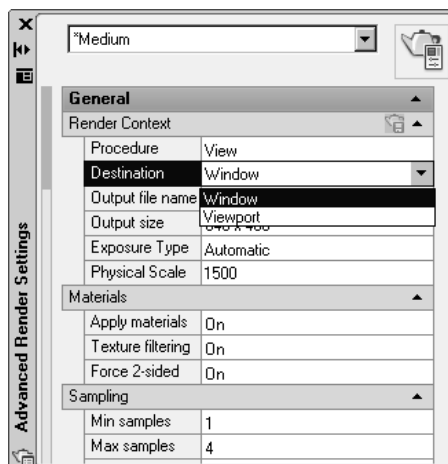 *Medium
General
Render Context
Procedure View
Destination Window
Output file name Window
Viewport
Output size 640 x 480
Exposure Type Automatic
Physical Scale 1500
Materials
Apply materials On
Texture filtering On
Force 2-sided On
Sampling
Min samples 1
Max samples 4
Advanced Render Settings